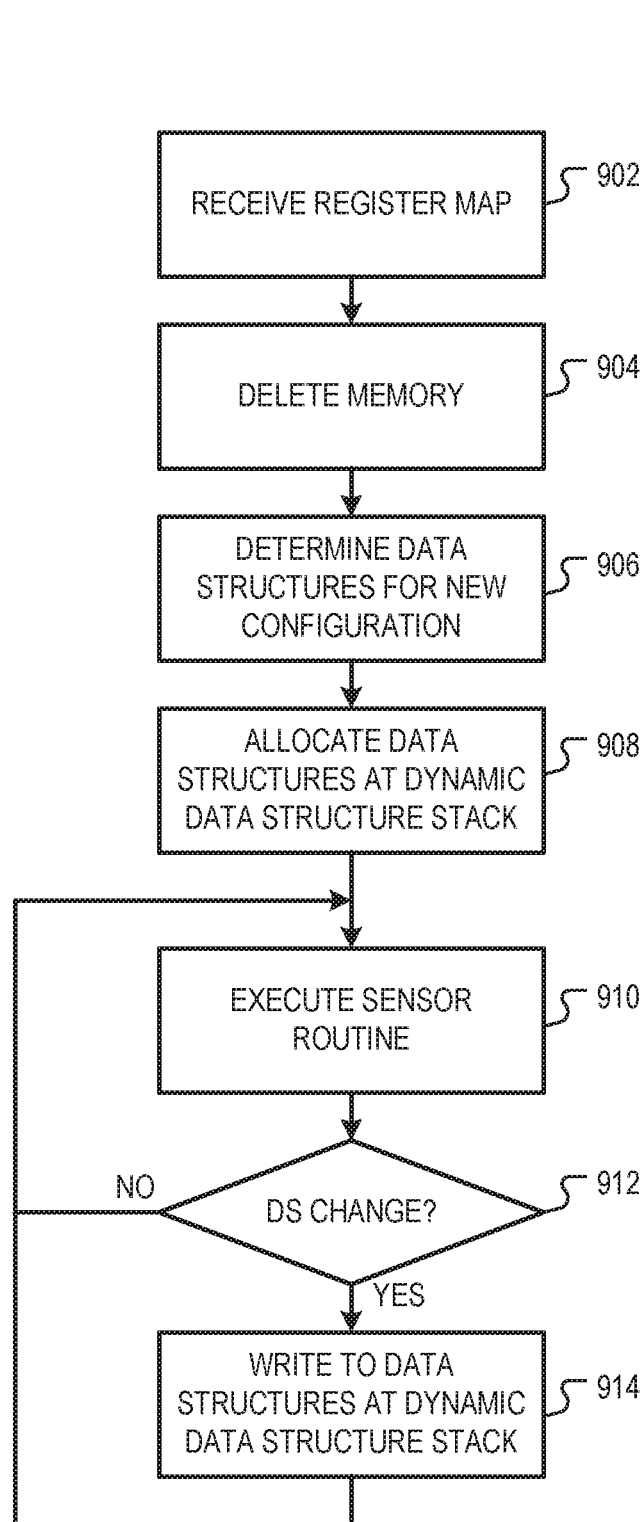 RECEIVE REGISTER MAP
902
DELETE MEMORY
904
DETERMINE DATA
STRUCTURES FOR NEW
CONFIGURATION
906
ALLOCATE DATA
STRUCTURES AT DYNAMIC
DATA STRUCTURE STACK
908
EXECUTE SENSOR
ROUTINE
910
NO
DS CHANGE?
912
YES
WRITE TO DATA
STRUCTURES AT DYNAMIC
DATA STRUCTURE STACK
914